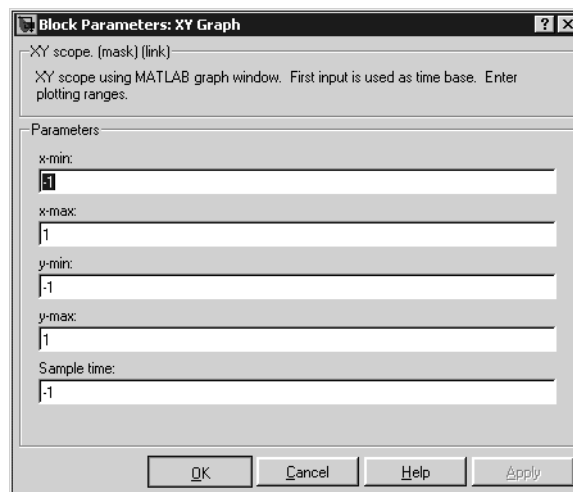 Block Parameters: XY Graph
XY scope. (mask) (link)
XY scope using MATLAB graph window. First input is used as time base. Enter
plotting ranges.
Parameters
x-min:
-1
x-max:
1
y-min:
-1
y-max:
1
Sample time:
-1
OK Cancel Help Apply